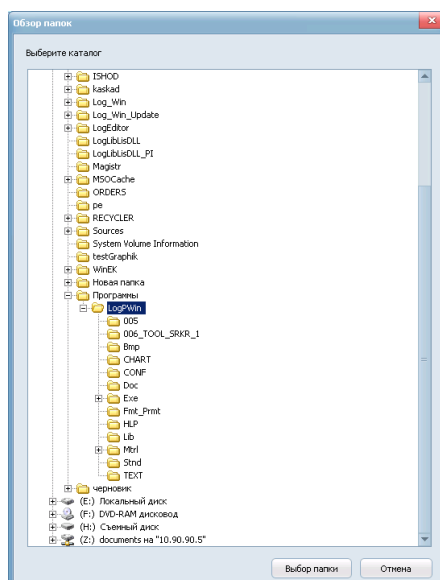 Обзор папок
Выберите каталог
ISHOD
kaskad
Log_Win
Log_Win_Update
LogEditor
LogLibLisDLL
LogLibLisDLL_PI
Magistr
MSOCache
ORDERS
pe
RECYCLER
Sources
System Volume Information
testGraphik
WinEK
Новая папка
Программы
LogPWin
005
006_TOOL_SRKR_1
Bmp
CHART
CONF
Doc
Exe
Fmt_Prmt
HLP
Lib
Mtrl
Stnd
TEXT
черновик
(E:) Локальный диск
(F:) DVD-RAM дисковод
(H:) Съемный диск
(Z:) documents на "10.90.90.5"
Выбор папки Отмена